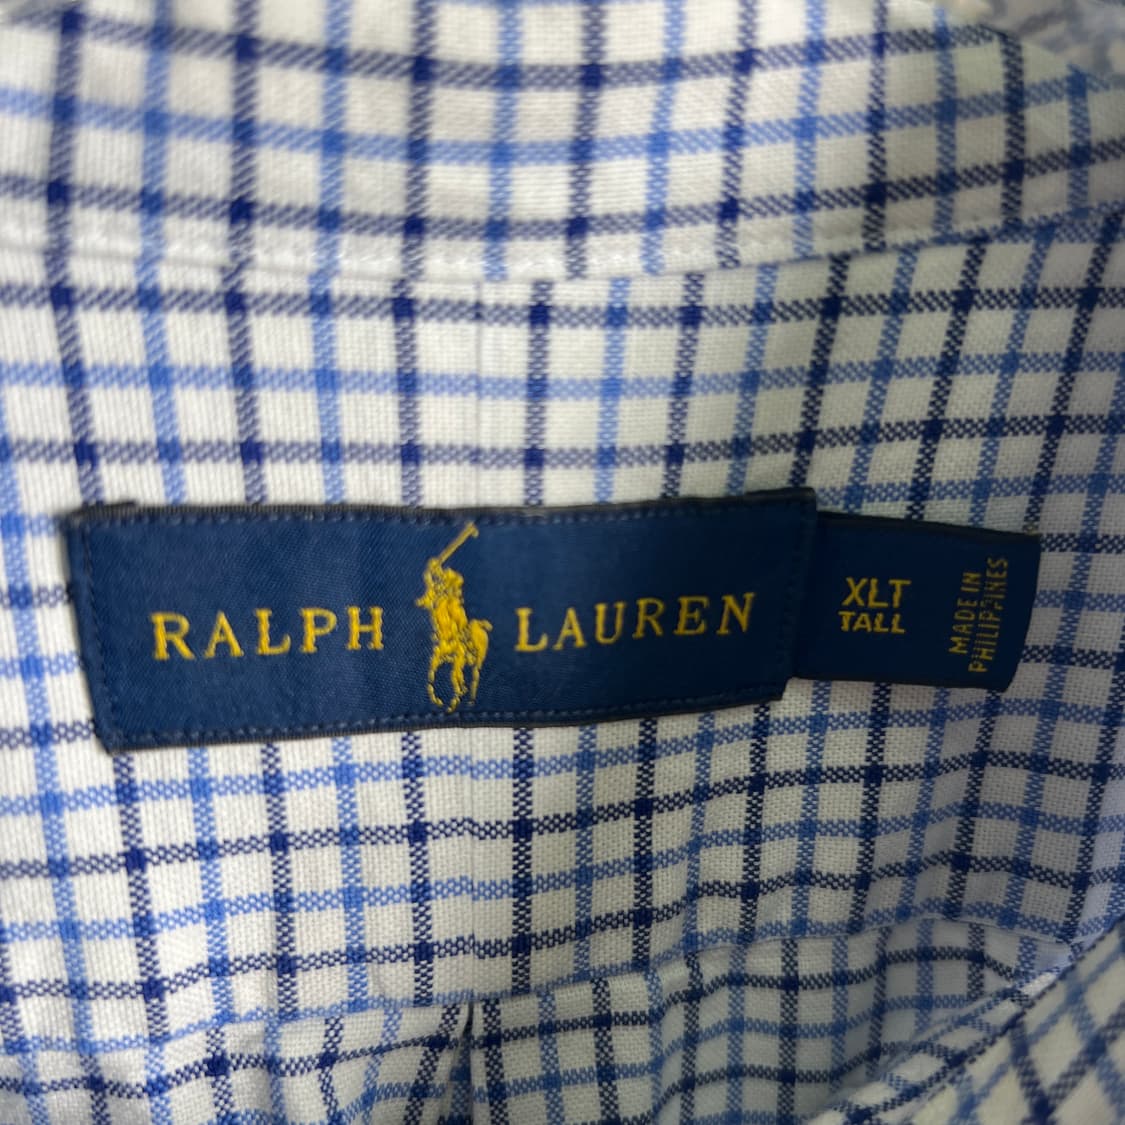 RALPH LAUREN
XLT
TALL
MADE IN
PHILIPPINES